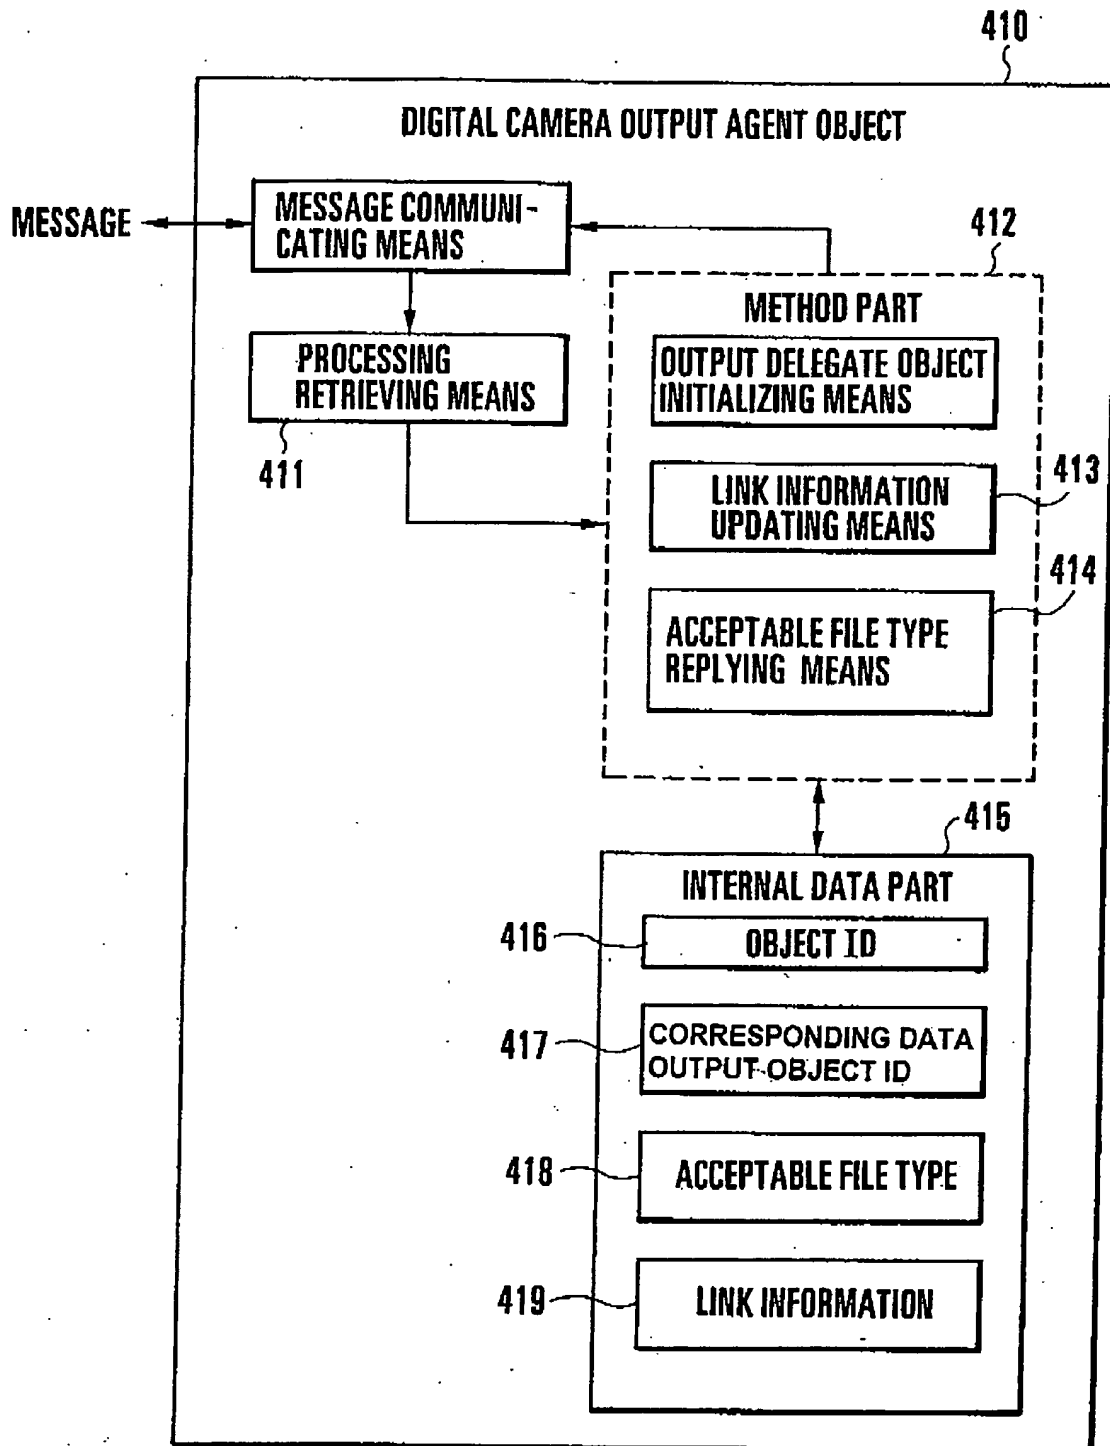 410
DIGITAL CAMERA OUTPUT AGENT OBJECT
MESSAGE
MESSAGE COMMUNI-
CATING MEANS
412
METHOD PART
PROCESSING
RETRIEVING MEANS
411
OUTPUT DELEGATE OBJECT
INITIALIZING MEANS
LINK INFORMATION
UPDATING MEANS
413
414
ACCEPTABLE FILE TYPE
REPLYING MEANS
415
INTERNAL DATA PART
416
OBJECT ID
417
CORRESPONDING DATA
OUTPUT OBJECT ID
418
ACCEPTABLE FILE TYPE
419
LINK INFORMATION